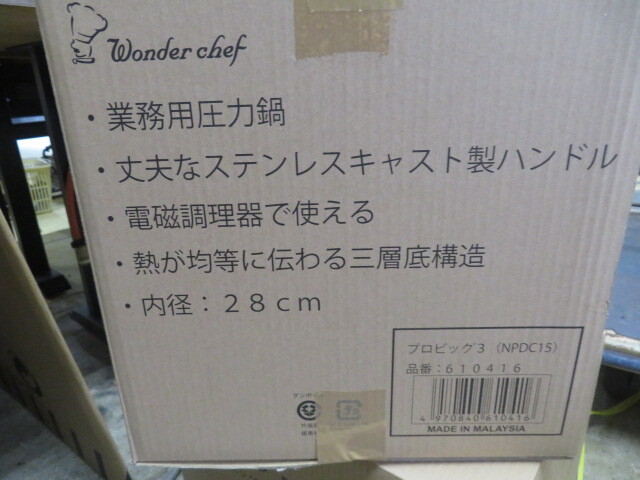 Wonder chef
・業務用圧力鍋
・丈夫なステンレスキャスト製ハンドル
・電磁調理器で使える
・熱が均等に伝わる三層底構造
・内径：２８ｃｍ
プロビッグ３（NPDC15）
品番：610416
4 970840 610416
MADE IN MALAYSIA